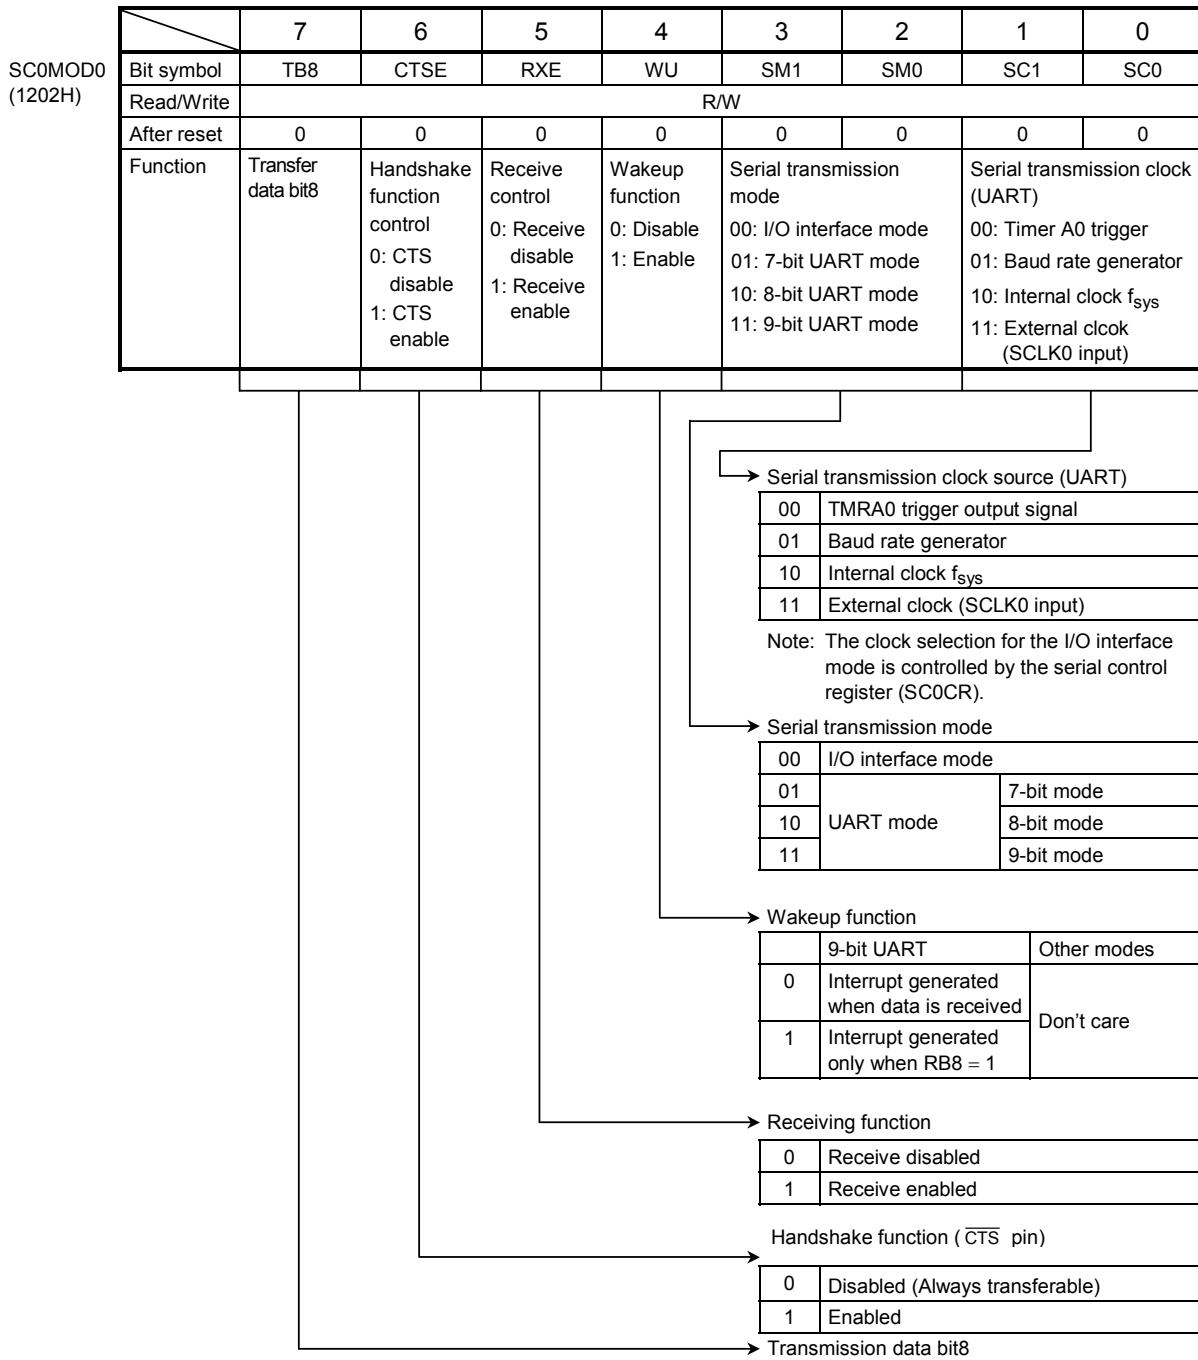 7 6 5 4 3 2 1 0
SC0MOD0
(1202H)
Bit symbol TB8 CTSE RXE WU SM1 SM0 SC1 SC0
Read/Write R/W
After reset 0 0 0 0 0 0 0 0
Function
Transfer
data bit8
Handshake
function
control
0: CTS
disable
1: CTS
enable
Receive
control
0: Receive
disable
1: Receive
enable
Wakeup
function
0: Disable
1: Enable
Serial transmission
mode
00: I/O interface mode
01: 7-bit UART mode
10: 8-bit UART mode
11: 9-bit UART mode
Serial transmission clock
(UART)
00: Timer A0 trigger
01: Baud rate generator
10: Internal clock fsys
11: External clcok
(SCLK0 input)
Serial transmission clock source (UART)
00 TMRA0 trigger output signal
01 Baud rate generator
10 Internal clock fsys
11 External clock (SCLK0 input)
Note: The clock selection for the I/O interface
mode is controlled by the serial control
register (SC0CR).
Serial transmission mode
00 I/O interface mode
01 7-bit mode
10 UART mode 8-bit mode
11 9-bit mode
Wakeup function
9-bit UART Other modes
0 Interrupt generated
when data is received
Don't care
1 Interrupt generated
only when RB8 = 1
Receiving function
0 Receive disabled
1 Receive enabled
Handshake function ( C̅T̅S̅ pin)
0 Disabled (Always transferable)
1 Enabled
Transmission data bit8